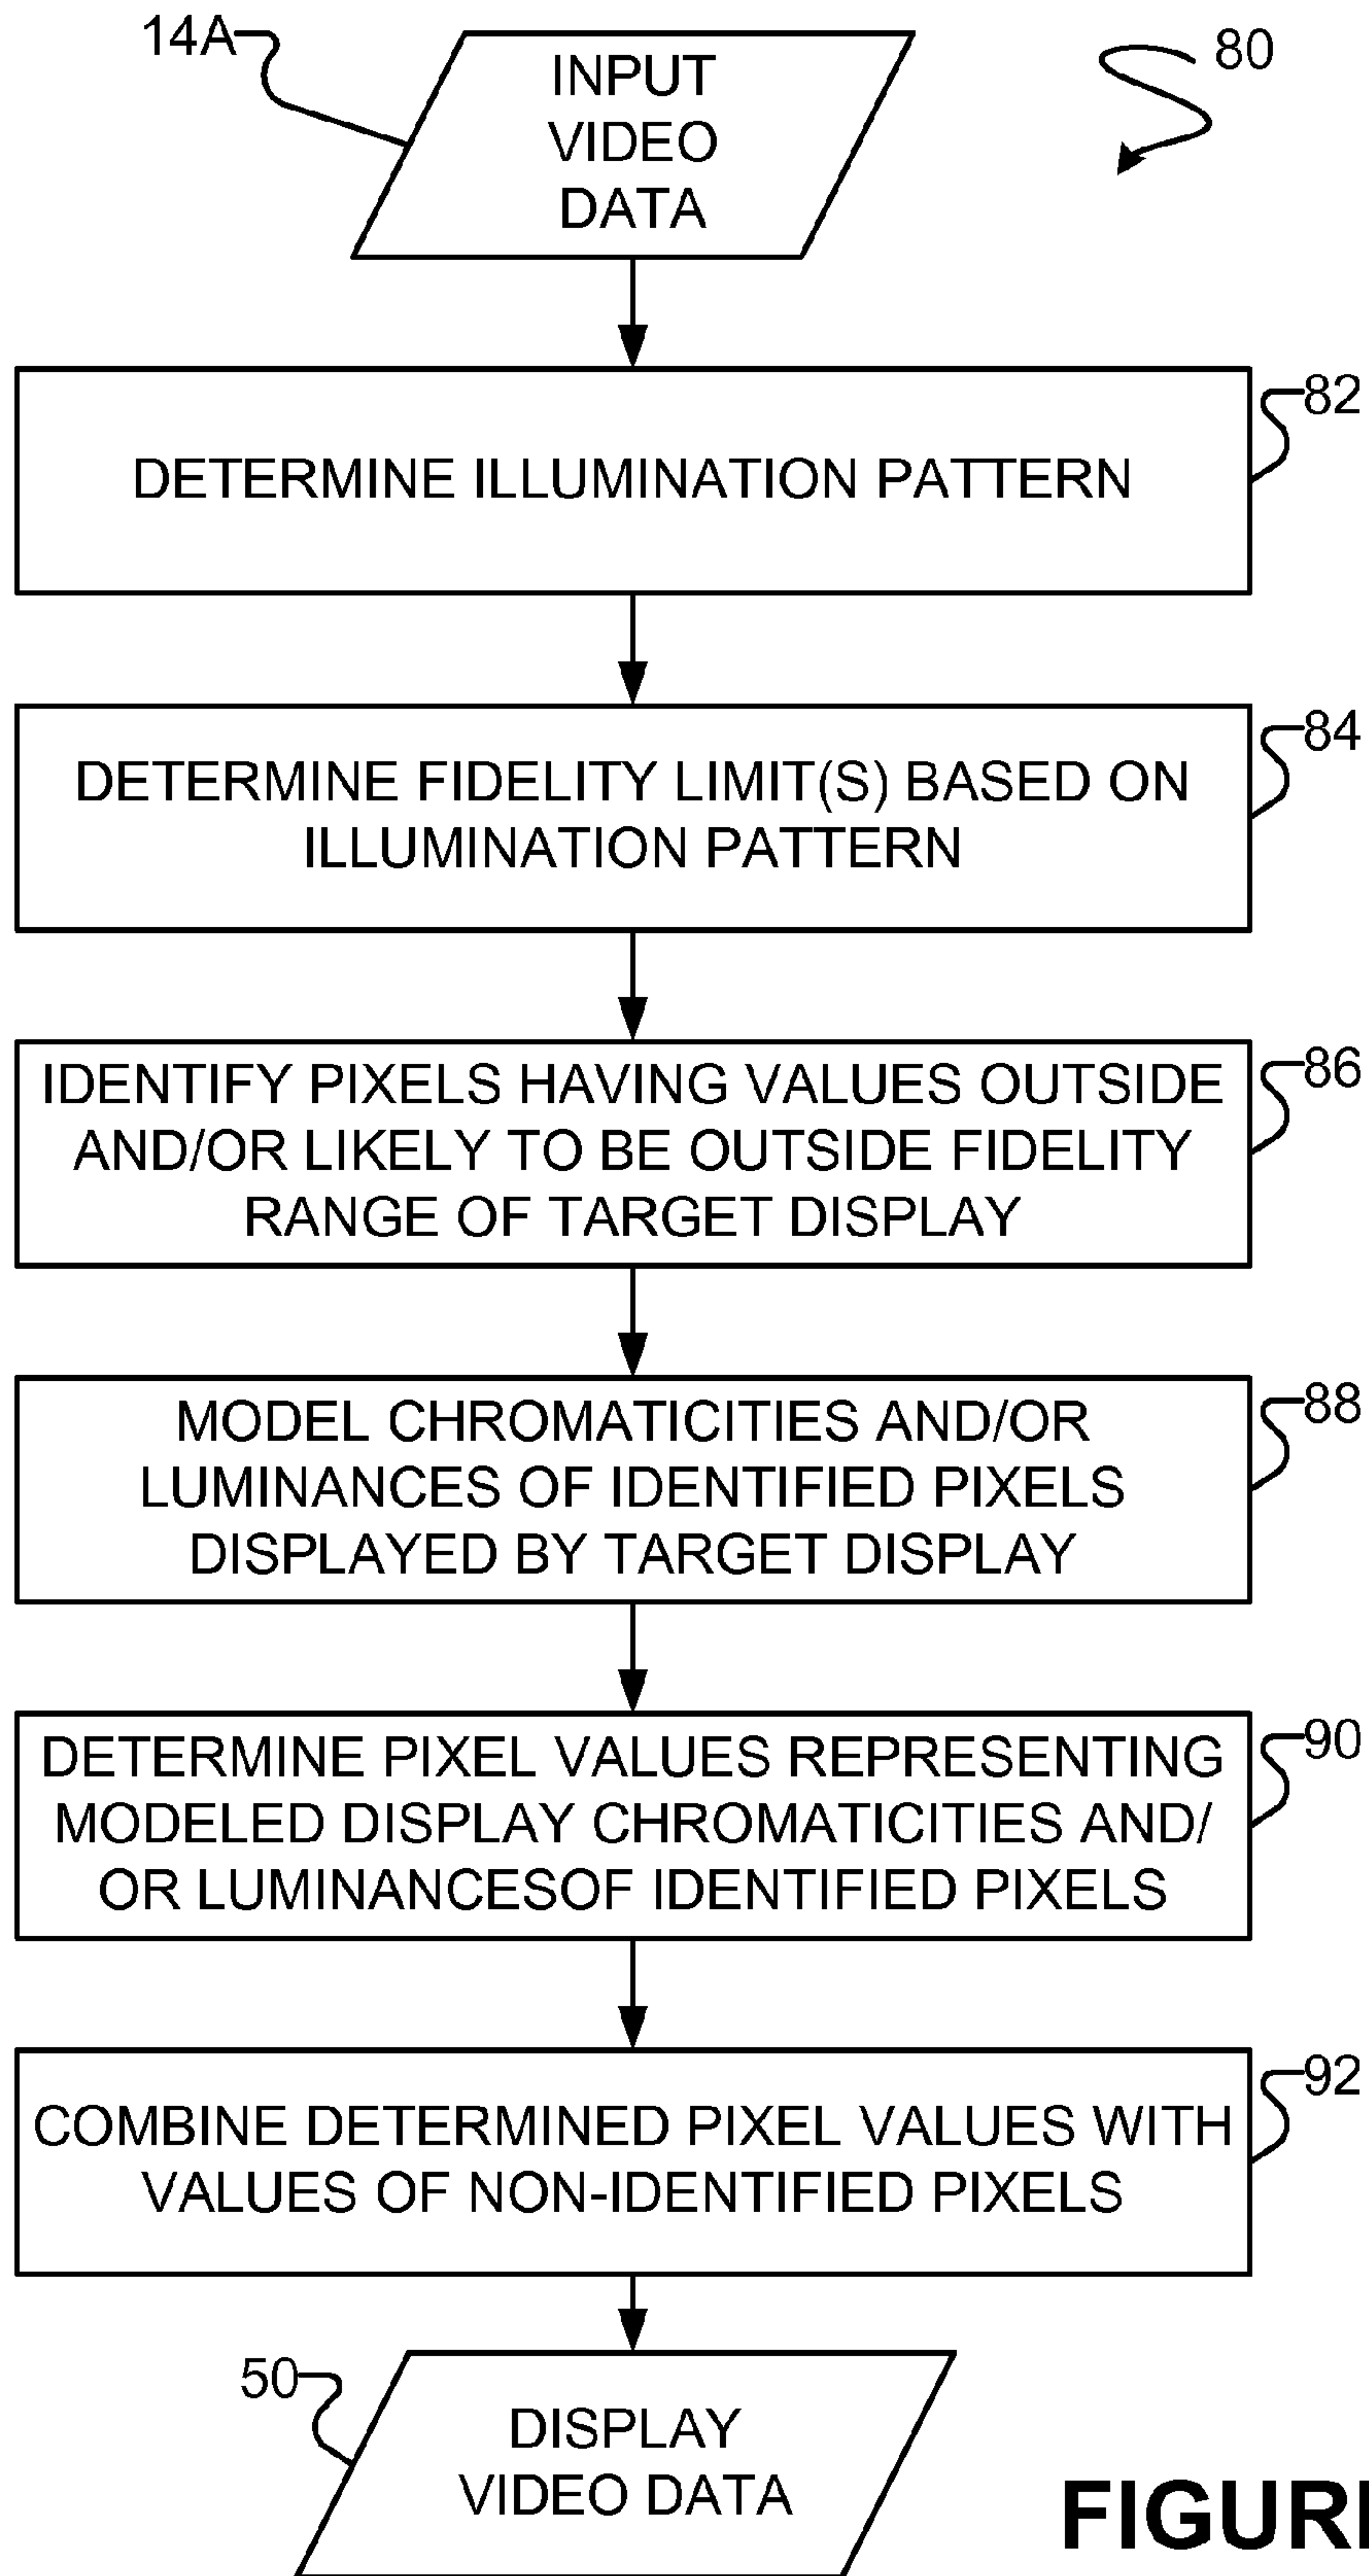 14A
INPUT
VIDEO
DATA
80
82
DETERMINE ILLUMINATION PATTERN
84
DETERMINE FIDELITY LIMIT(S) BASED ON
ILLUMINATION PATTERN
86
IDENTIFY PIXELS HAVING VALUES OUTSIDE
AND/OR LIKELY TO BE OUTSIDE FIDELITY
RANGE OF TARGET DISPLAY
88
MODEL CHROMATICITIES AND/OR
LUMINANCES OF IDENTIFIED PIXELS
DISPLAYED BY TARGET DISPLAY
90
DETERMINE PIXEL VALUES REPRESENTING
MODELED DISPLAY CHROMATICITIES AND/
OR LUMINANCESOF IDENTIFIED PIXELS
92
COMBINE DETERMINED PIXEL VALUES WITH
VALUES OF NON-IDENTIFIED PIXELS
50
DISPLAY
VIDEO DATA
FIGURE